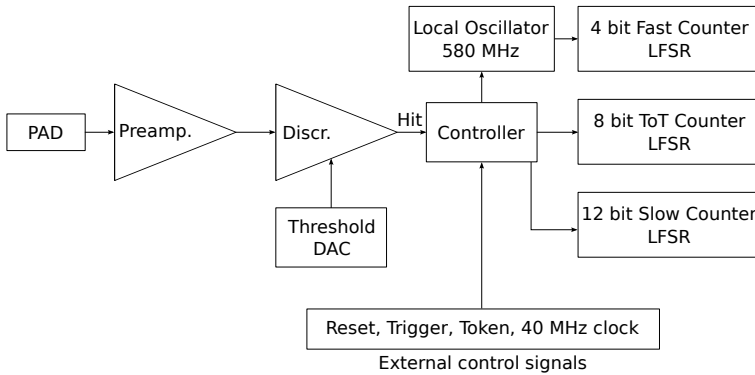 Local Oscillator
580 MHz
4 bit Fast Counter
LFSR
PAD
Preamp.
Discr.
Hit
Controller
8 bit ToT Counter
LFSR
Threshold
DAC
12 bit Slow Counter
LFSR
Reset, Trigger, Token, 40 MHz clock
External control signals